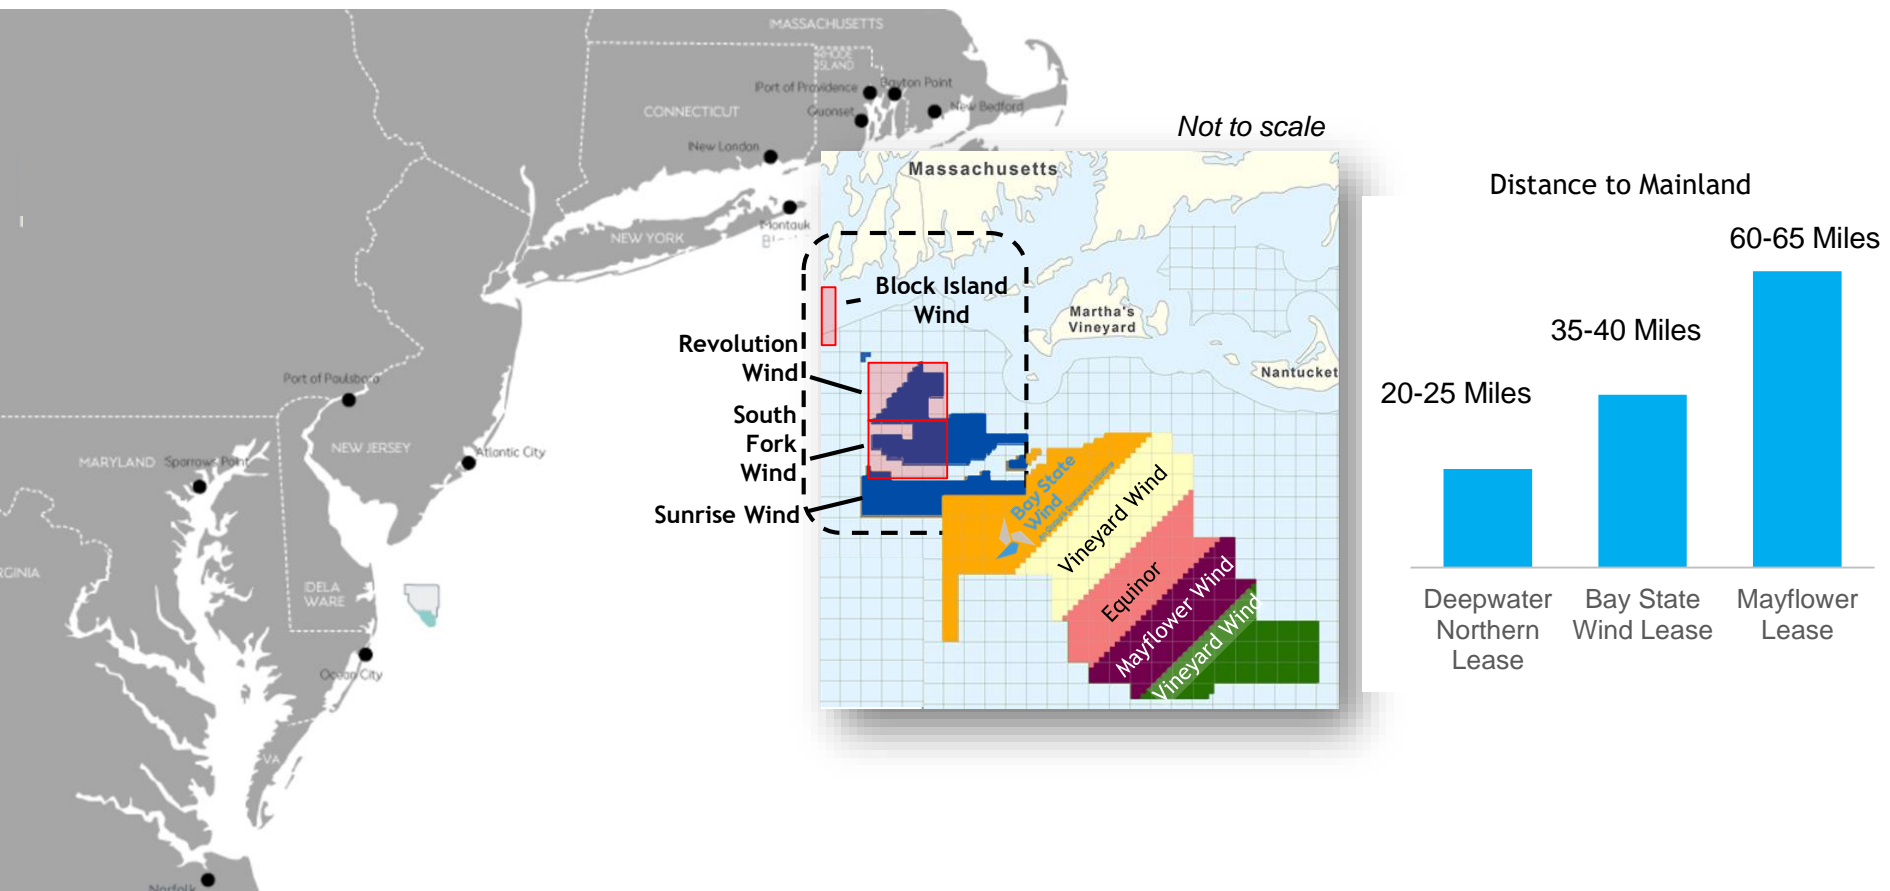 MASSACHUSETTS
RHODE
ISLAND
Port of Providence
Bayton Point
CONNECTICUT
Quonset
New Bedford
New London
Montauk
NEW YORK
Port of Paulsboro
NEW JERSEY
MARYLAND
Sparrows Point
Atlantic City
RGINIA
DELA
WARE
Ocean City
VA
Norfolk
Not to scale
Massachusetts
Block Island
Wind
Martha's
Vineyard
Nantucket
Revolution
Wind
South
Fork
Wind
Sunrise Wind
Bay State
Wind
Vineyard Wind
Equinor
Mayflower Wind
Vineyard Wind
Distance to Mainland
60-65 Miles
35-40 Miles
20-25 Miles
Deepwater
Northern
Lease
Bay State
Wind Lease
Mayflower
Lease